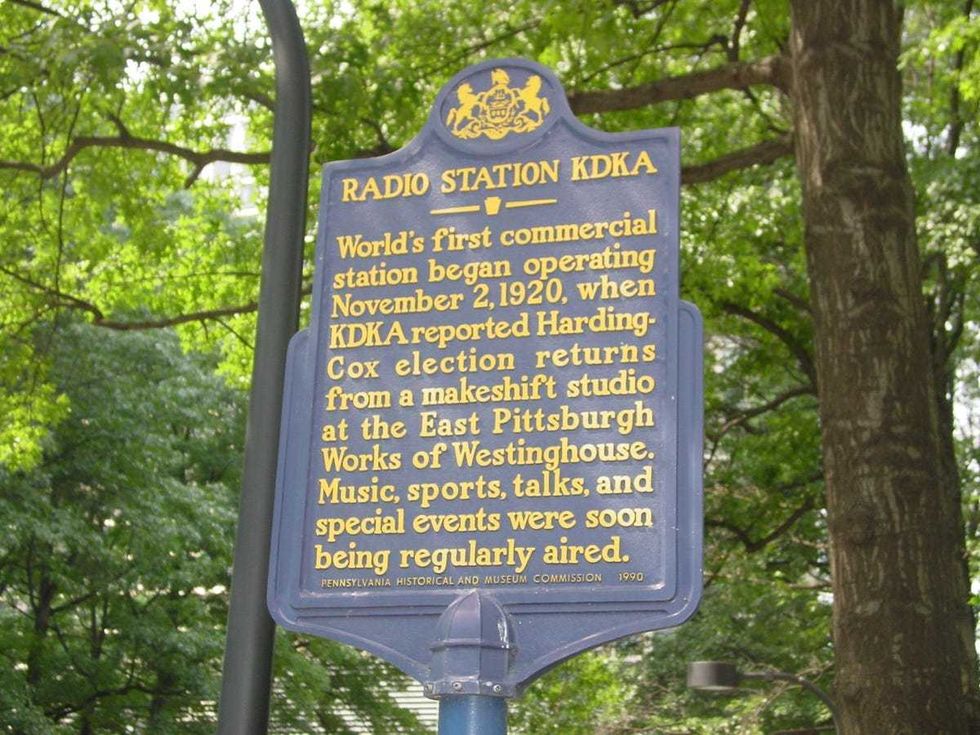 RADIO STATION KDKA
World's first commercial
station began operating
November 2, 1920, when
KDKA reported Harding-
Cox election returns
from a makeshift studio
at the East Pittsburgh
Works of Westinghouse.
Music, sports, talks, and
special events were soon
being regularly aired.
PENNSYLVANIA HISTORICAL AND MUSEUM COMMISSION 1990